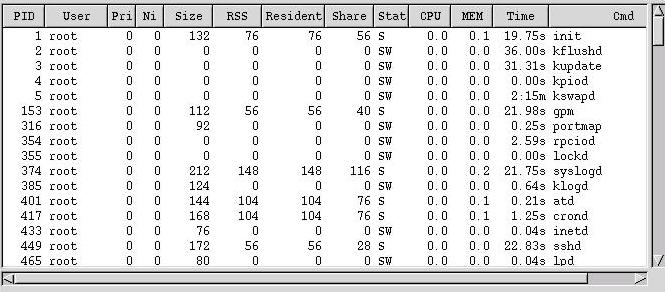 PID User Pri Ni Size RSS Resident Share Stat CPU MEM Time Cmd
1 root 0 0 132 76 76 56 S 0.0 0.1 19.75s init
2 root 0 0 0 0 0 0 SW 0.0 0.0 36.00s kflushd
3 root 0 0 0 0 0 0 SW 0.0 0.0 31.31s kupdate
4 root 0 0 0 0 0 0 SW 0.0 0.0 0.00s kpiod
5 root 0 0 0 0 0 0 SW 0.0 0.0 2:15m kswapd
153 root 0 0 112 56 56 40 S 0.0 0.0 21.98s gpm
316 root 0 0 92 0 0 0 SW 0.0 0.0 0.25s portmap
354 root 0 0 0 0 0 0 SW 0.0 0.0 2.59s rpciod
355 root 0 0 0 0 0 0 SW 0.0 0.0 0.00s lockd
374 root 0 0 212 148 148 116 S 0.0 0.2 21.75s syslogd
385 root 0 0 124 0 0 0 SW 0.0 0.0 0.64s klogd
401 root 0 0 144 104 104 76 S 0.0 0.1 0.21s atd
417 root 0 0 168 104 104 76 S 0.0 0.1 1.25s crond
433 root 0 0 76 0 0 0 SW 0.0 0.0 0.04s inetd
449 root 0 0 172 56 56 28 S 0.0 0.0 22.83s sshd
465 root 0 0 80 0 0 0 SW 0.0 0.0 0.04s lpd